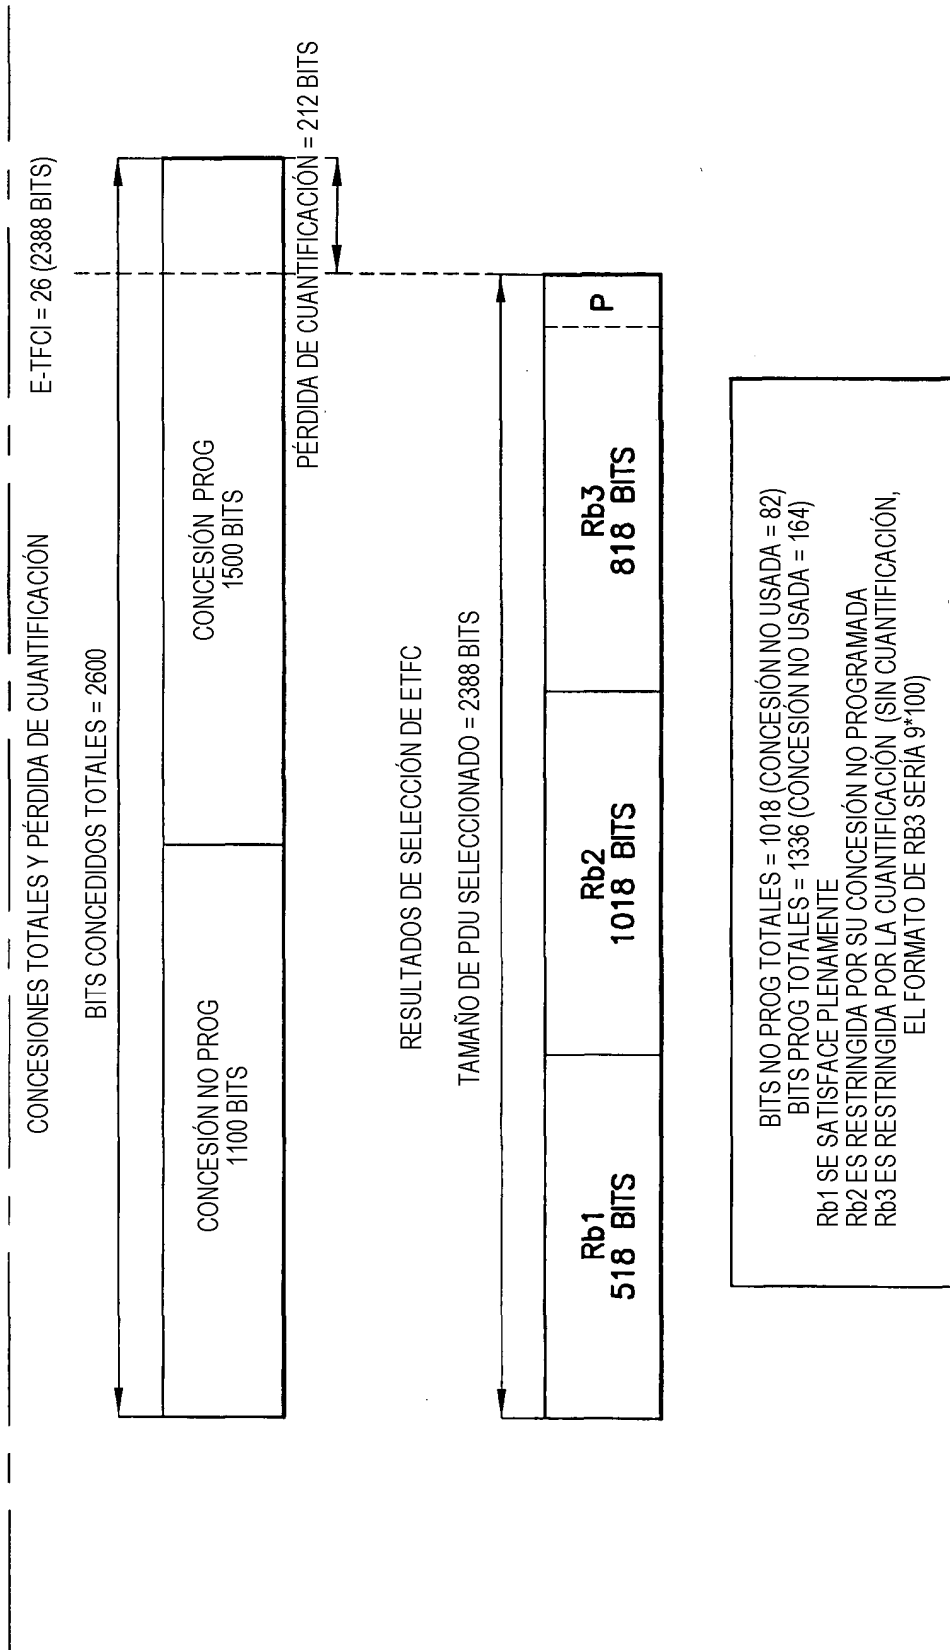 CONCESIONES TOTALES Y PÉRDIDA DE CUANTIFICACIÓN
E-TFCI = 26 (2388 BITS)
BITS CONCEDIDOS TOTALES = 2600
CONCESIÓN NO PROG
1100 BITS
CONCESIÓN PROG
1500 BITS
PÉRDIDA DE CUANTIFICACIÓN = 212 BITS
RESULTADOS DE SELECCIÓN DE ETFC
TAMAÑO DE PDU SELECCIONADO = 2388 BITS
Rb1
518 BITS
Rb2
1018 BITS
Rb3
818 BITS
P
BITS NO PROG TOTALES = 1018 (CONCESIÓN NO USADA = 82)
BITS PROG TOTALES = 1336 (CONCESIÓN NO USADA = 164)
Rb1 SE SATISFACE PLENAMENTE
Rb2 ES RESTRINGIDA POR SU CONCESIÓN NO PROGRAMADA
Rb3 ES RESTRINGIDA POR LA CUANTIFICACIÓN (SIN CUANTIFICACIÓN,
EL FORMATO DE RB3 SERÍA 9*100)